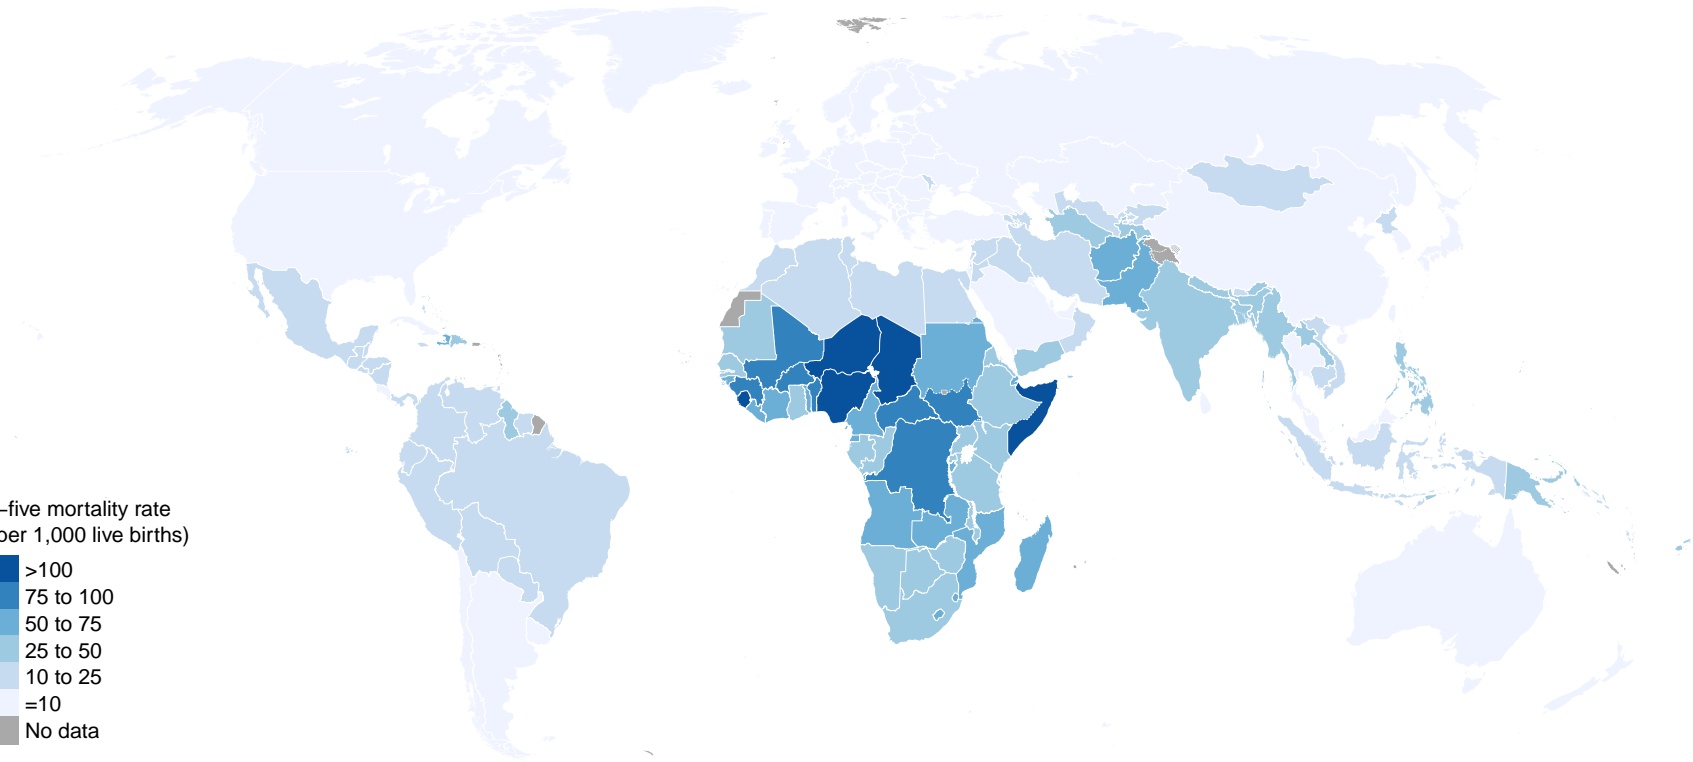 –five mortality rate
per 1,000 live births)
>100
75 to 100
50 to 75
25 to 50
10 to 25
=10
No data